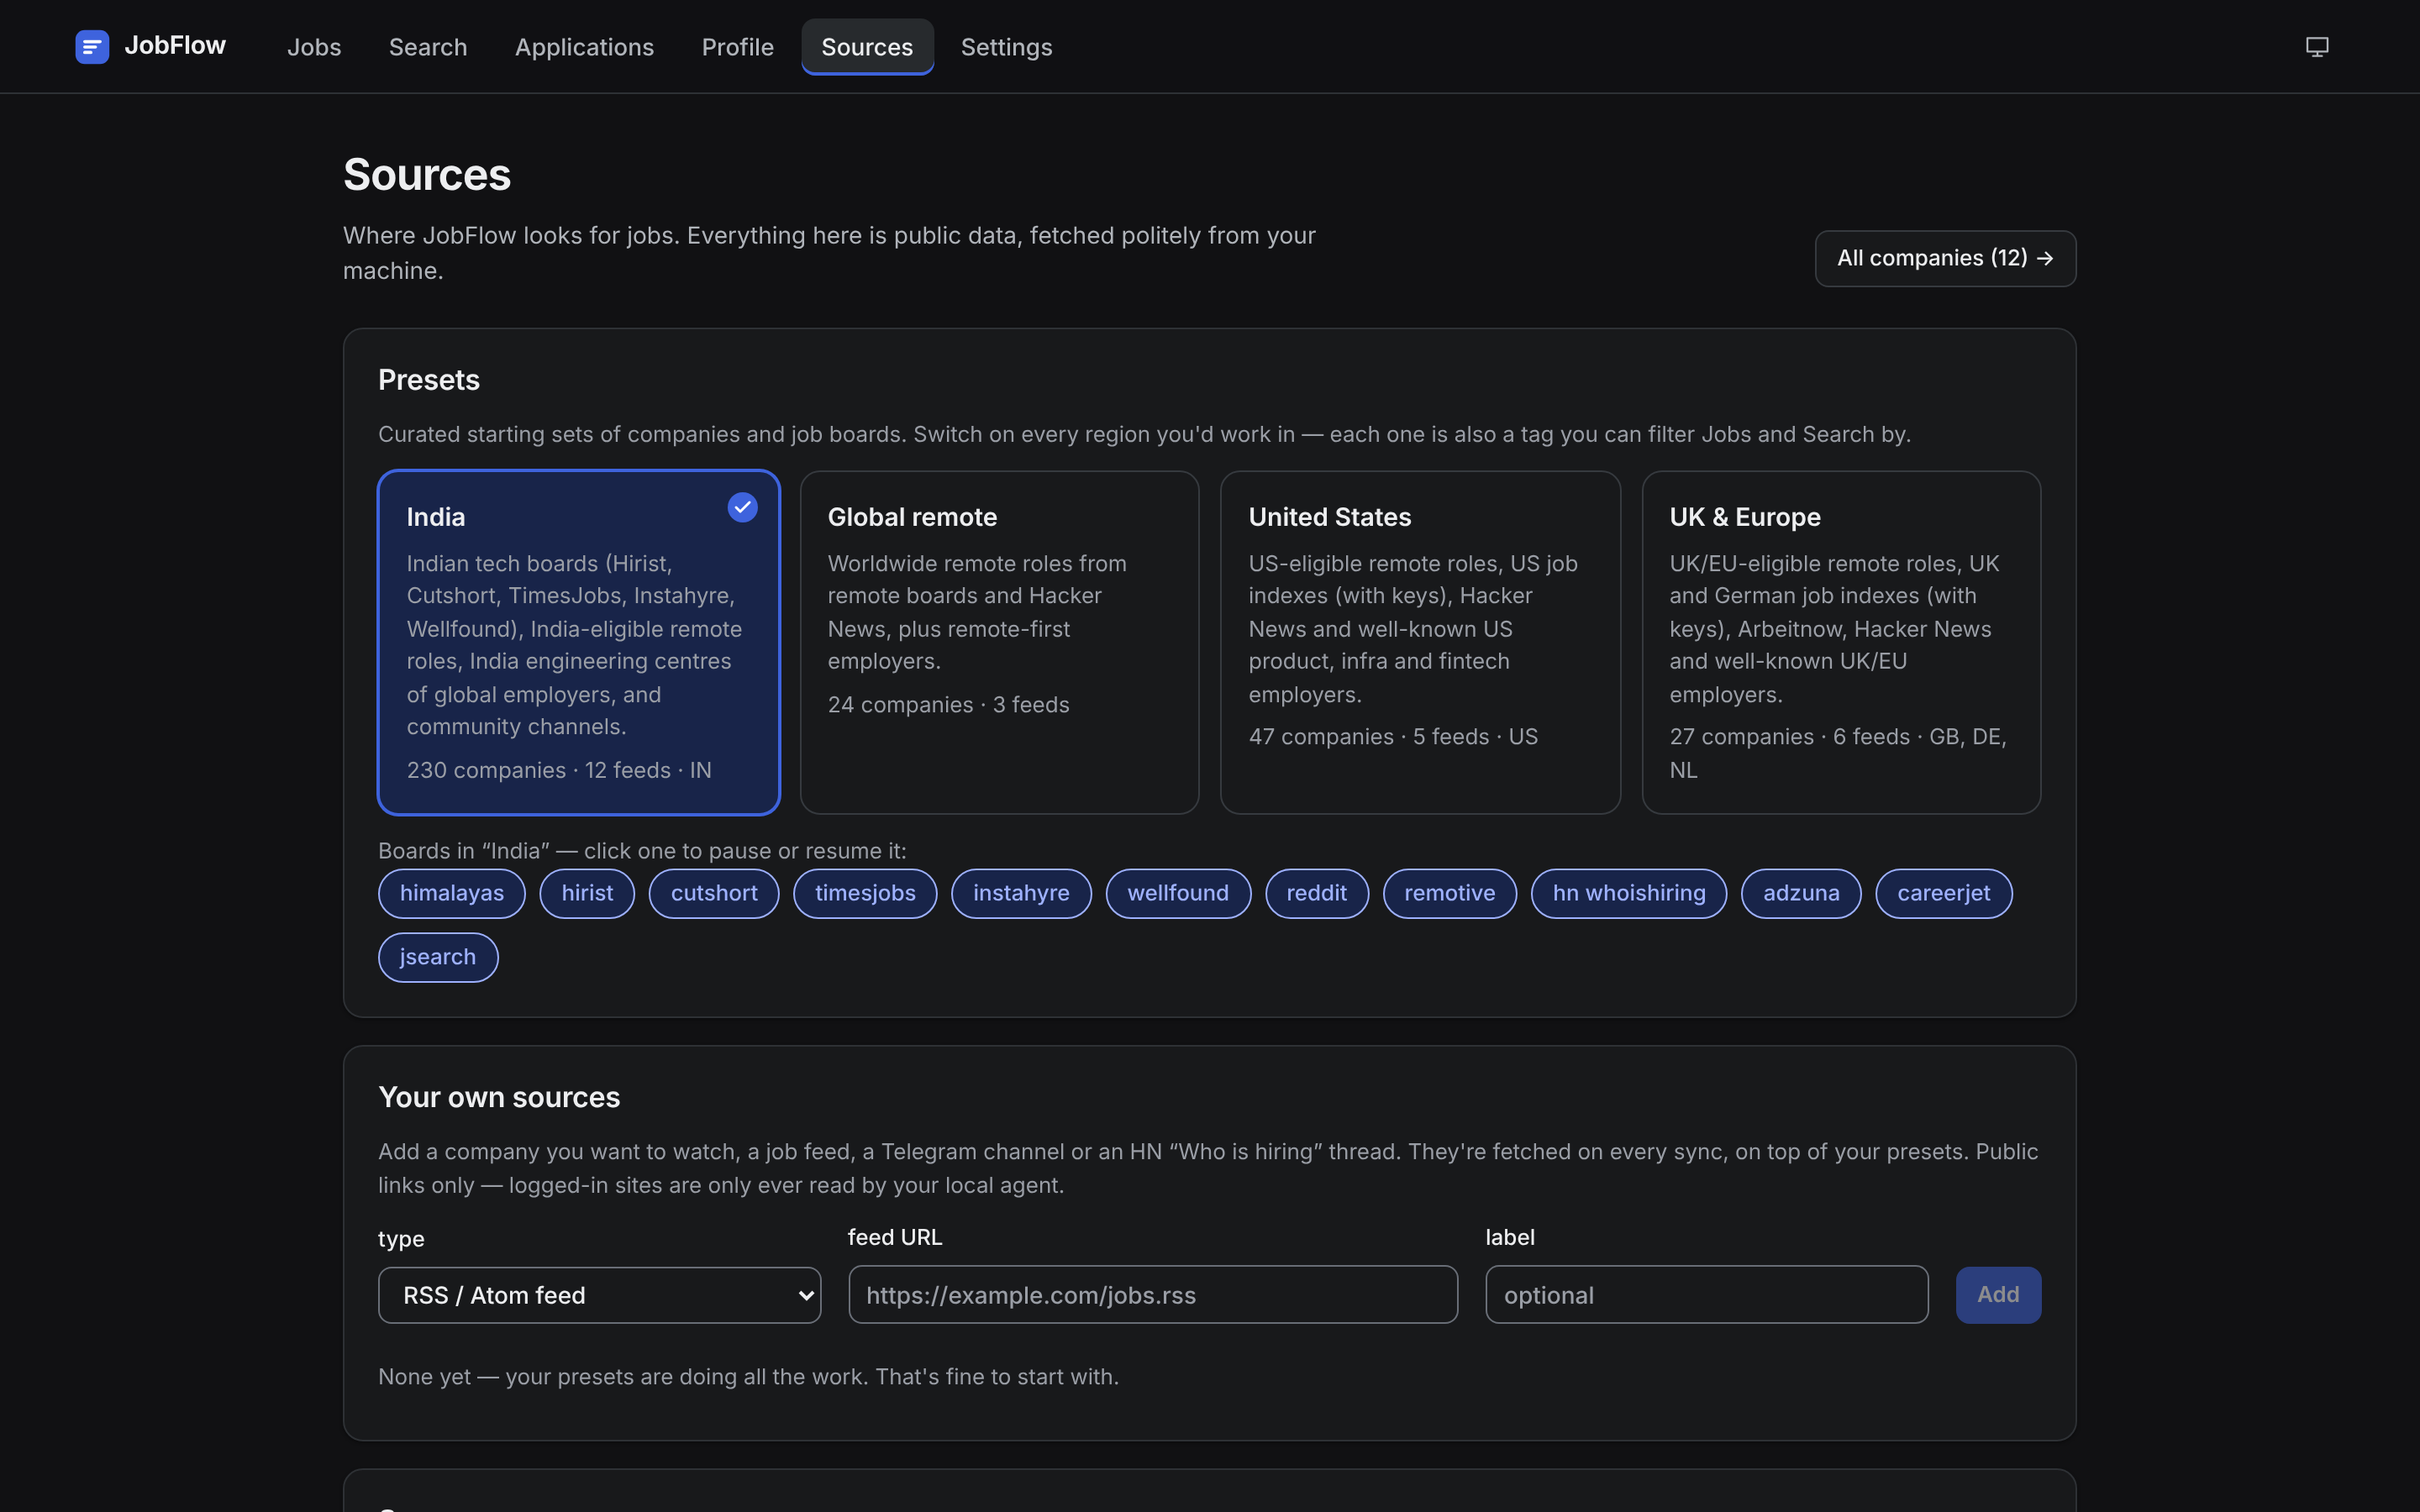 JobFlow
Jobs
Search
Applications
Profile
Sources
Settings
Sources
Where JobFlow looks for jobs. Everything here is public data, fetched politely from your
machine.
All companies (12) →
Presets
Curated starting sets of companies and job boards. Switch on every region you'd work in — each one is also a tag you can filter Jobs and Search by.
India
Indian tech boards (Hirist,
Cutshort, TimesJobs, Instahyre,
Wellfound), India-eligible remote
roles, India engineering centres
of global employers, and
community channels.
230 companies · 12 feeds · IN
Global remote
Worldwide remote roles from
remote boards and Hacker
News, plus remote-first
employers.
24 companies · 3 feeds
United States
US-eligible remote roles, US job
indexes (with keys), Hacker
News and well-known US
product, infra and fintech
employers.
47 companies · 5 feeds · US
UK & Europe
UK/EU-eligible remote roles, UK
and German job indexes (with
keys), Arbeitnow, Hacker News
and well-known UK/EU
employers.
27 companies · 6 feeds · GB, DE,
NL
Boards in “India” — click one to pause or resume it:
himalayas
hirist
cutshort
timesjobs
instahyre
wellfound
reddit
remotive
hn whoishiring
adzuna
careerjet
jsearch
Your own sources
Add a company you want to watch, a job feed, a Telegram channel or an HN “Who is hiring” thread. They're fetched on every sync, on top of your presets. Public
links only — logged-in sites are only ever read by your local agent.
type
feed URL
label
RSS / Atom feed
https://example.com/jobs.rss
optional
Add
None yet — your presets are doing all the work. That's fine to start with.